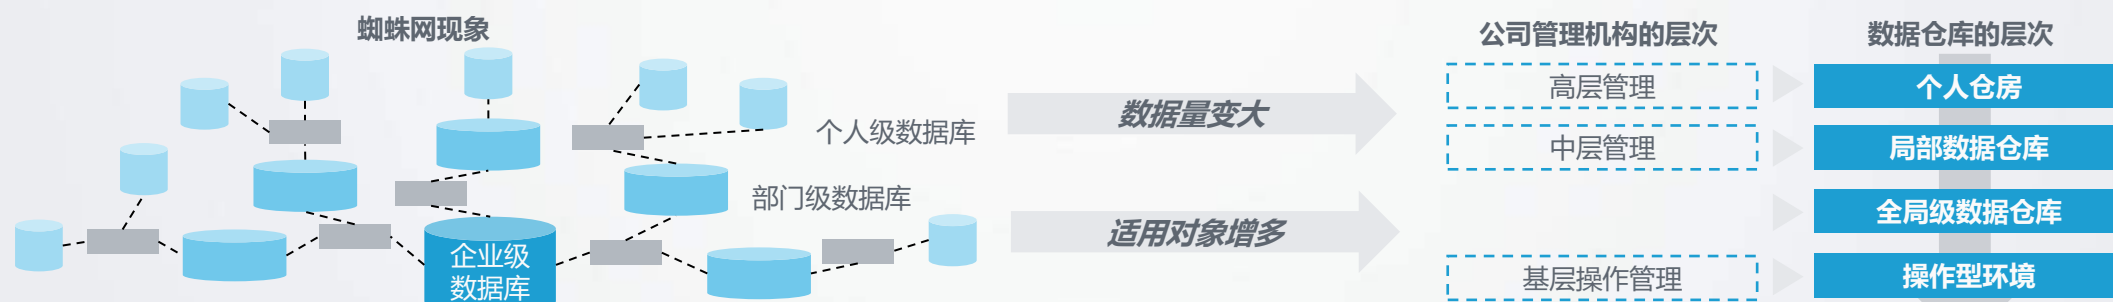 蜘蛛网现象
个人级数据库
部门级数据库
企业级
数据库
数据量变大
适用对象增多
公司管理机构的层次
高层管理
中层管理
基层操作管理
数据仓库的层次
个人仓房
局部数据仓库
全局级数据仓库
操作型环境